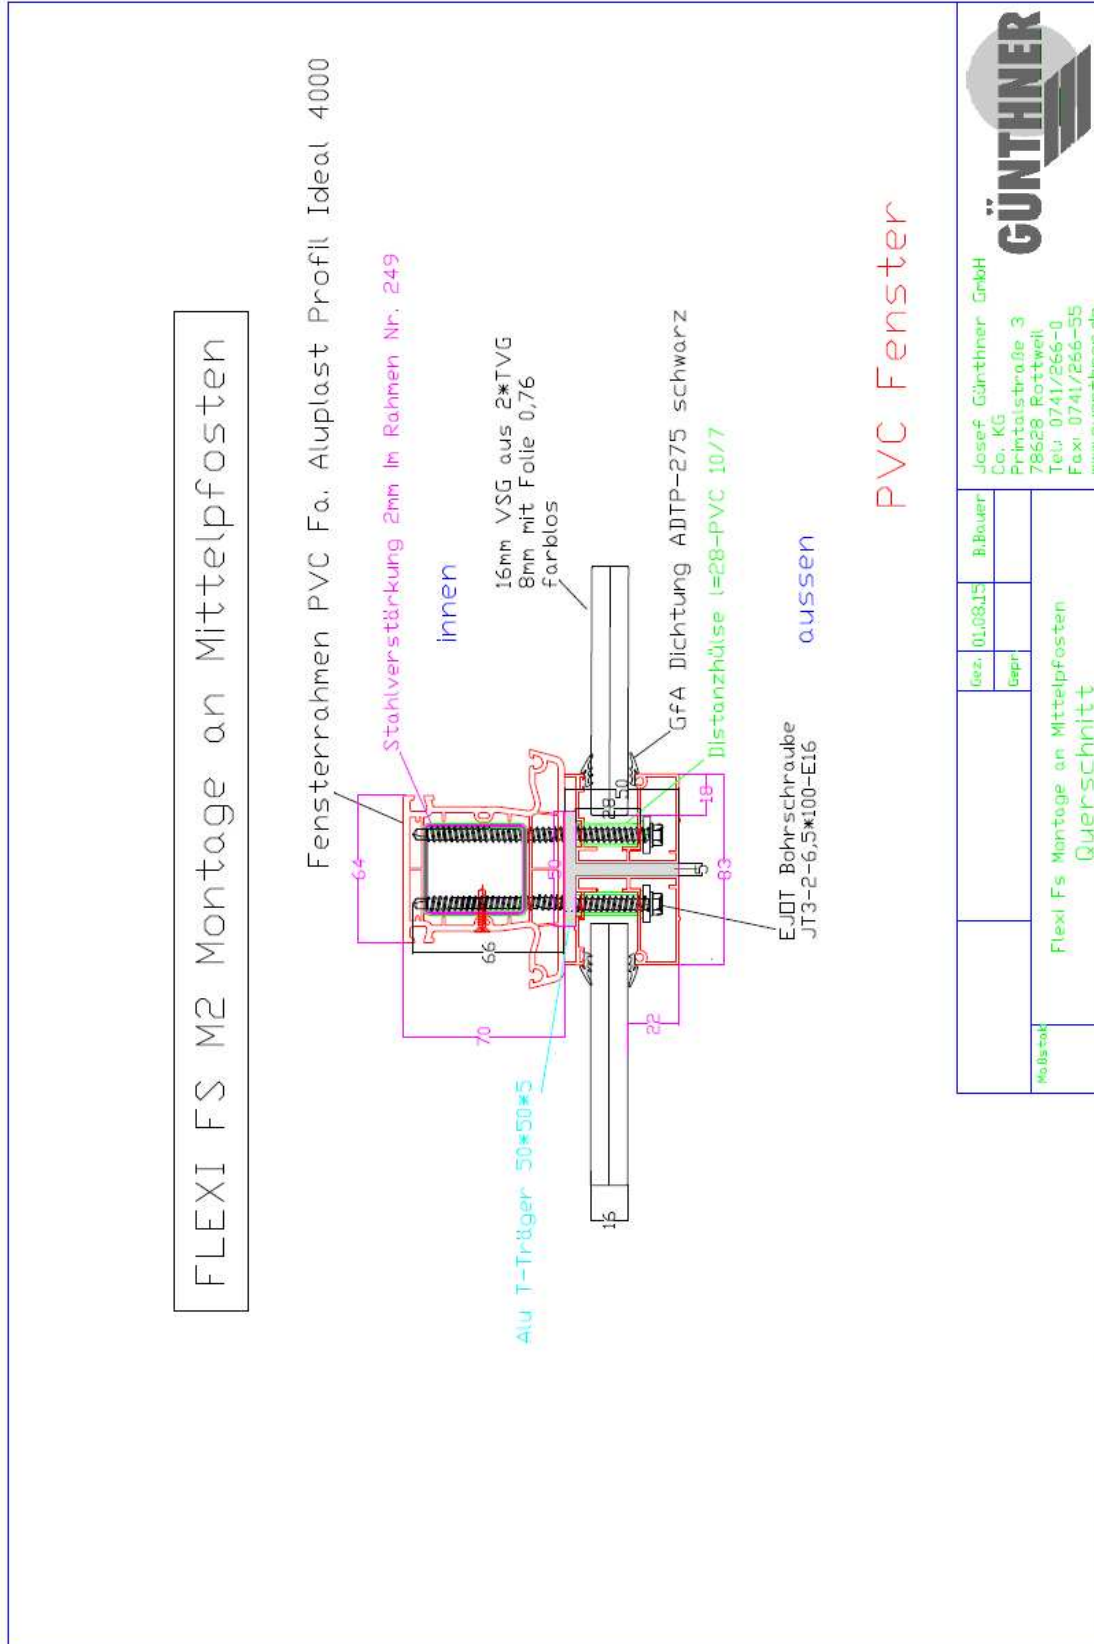 FLEXI FS M2 Montage an Mittelpfosten
Fensterrahmen PVC Fa. Aluplast Profil Ideal 4000
Stahlverstärkung 2mm im Rahmen Nr. 249
innen
16mm VSG aus 2*TVG
8mm mit Folie 0,76
farblos
GfA Dichtung ADTP-275 schwarz
Distanzhülse l=28-PVC 10/7
aussen
EJOT Bohrschraube
JT3-2-6,5*100-E16
Alu T-Träger 50*50*5
64
66
70
50
28
50
18
5
83
22
16
PVC Fenster
Gez. 01.08.15 B.Bauer
Gepr.
Josef Günthner GmbH
Co. KG
Primtalstraße 3
78628 Rottweil
Tel.: 0741/266-0
Fax: 0741/266-55
GÜNTHNER
Maßstab
Flexi Fs Montage an Mittelpfosten
Querschnitt